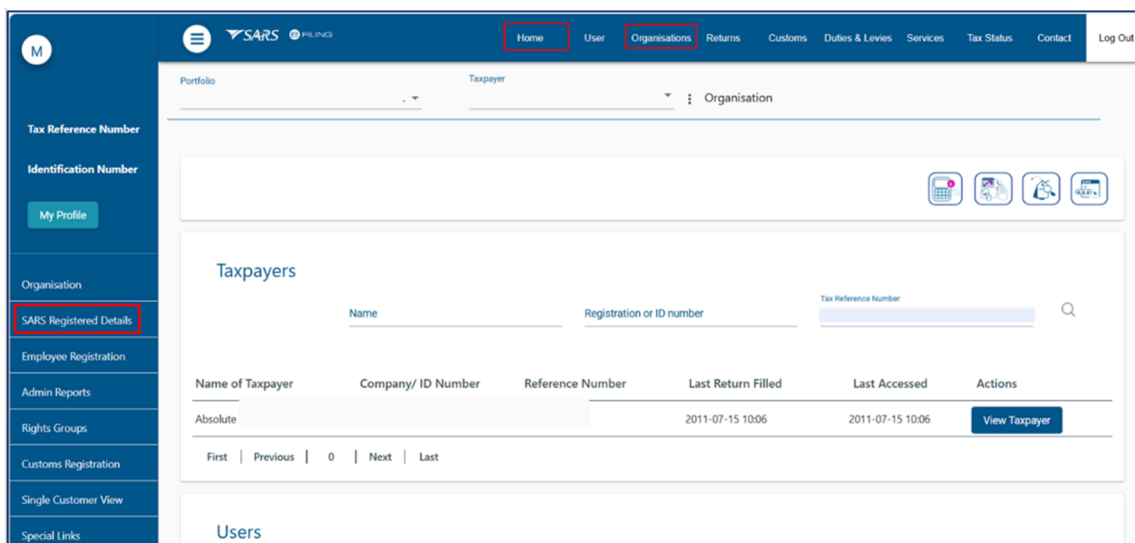 M
SARS eFILING
Home User Organisations Returns Customs Duties & Levies Services Tax Status Contact Log Out
Portfolio
Taxpayer
Organisation
Tax Reference Number
Identification Number
My Profile
Organisation
SARS Registered Details
Employee Registration
Admin Reports
Rights Groups
Customs Registration
Single Customer View
Special Links
Taxpayers
Name
Registration or ID number
Tax Reference Number
Name of Taxpayer Company/ ID Number Reference Number Last Return Filled Last Accessed Actions
Absolute 2011-07-15 10:06 2011-07-15 10:06 View Taxpayer
First | Previous | 0 | Next | Last
Users